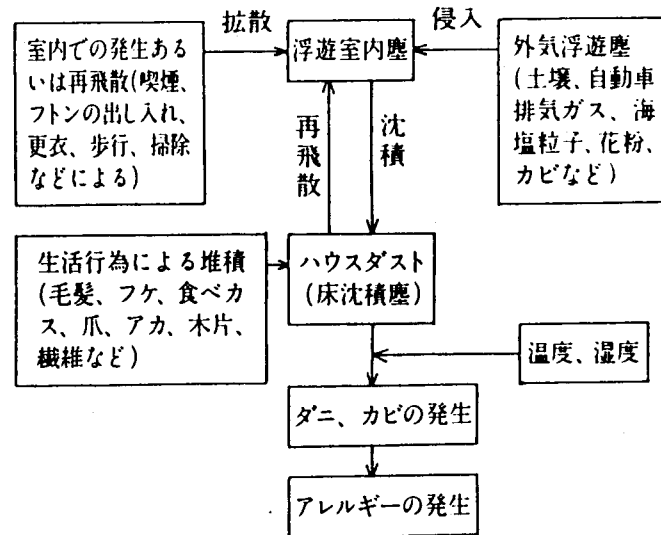 拡散
侵入
室内での発生ある
いは再飛散(喫煙、
フトンの出し入れ、
更衣、歩行、掃除
などによる)
浮遊室内塵
外気浮遊塵
(土壌、自動車
排気ガス、海
塩粒子、花粉、
カビなど)
再飛散
沈積
生活行為による堆積
(毛髪、フケ、食べカ
ス、爪、アカ、木片、
繊維など)
ハウスダスト
(床沈積塵)
温度、湿度
ダニ、カビの発生
アレルギーの発生